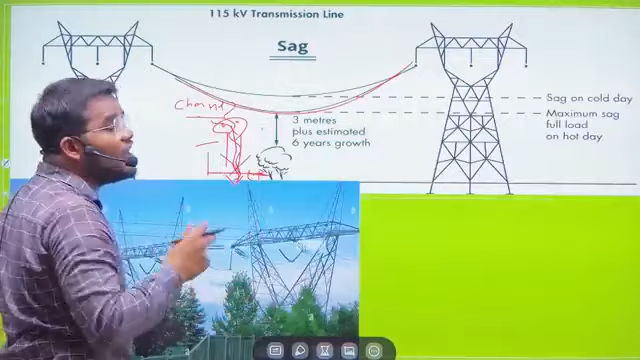 115 kV Transmission Line
Sag
Sag on cold day
Maximum sag
full load
on hot day
3 metres
plus estimated
6 years growth